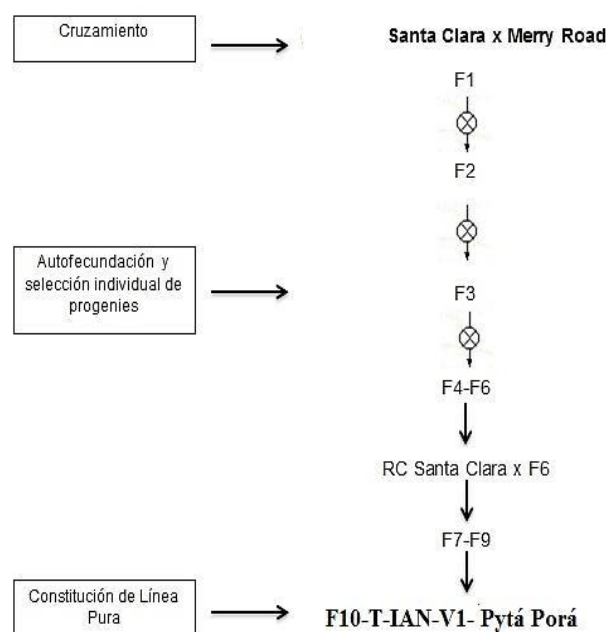 Cruzamiento
Santa Clara x Merry Road
F1
F2
Autofecundación y
selección individual de
progenies
F3
F4-F6
RC Santa Clara x F6
F7-F9
Constitución de Línea
Pura
F10-T-IAN-V1- Pytá Porá